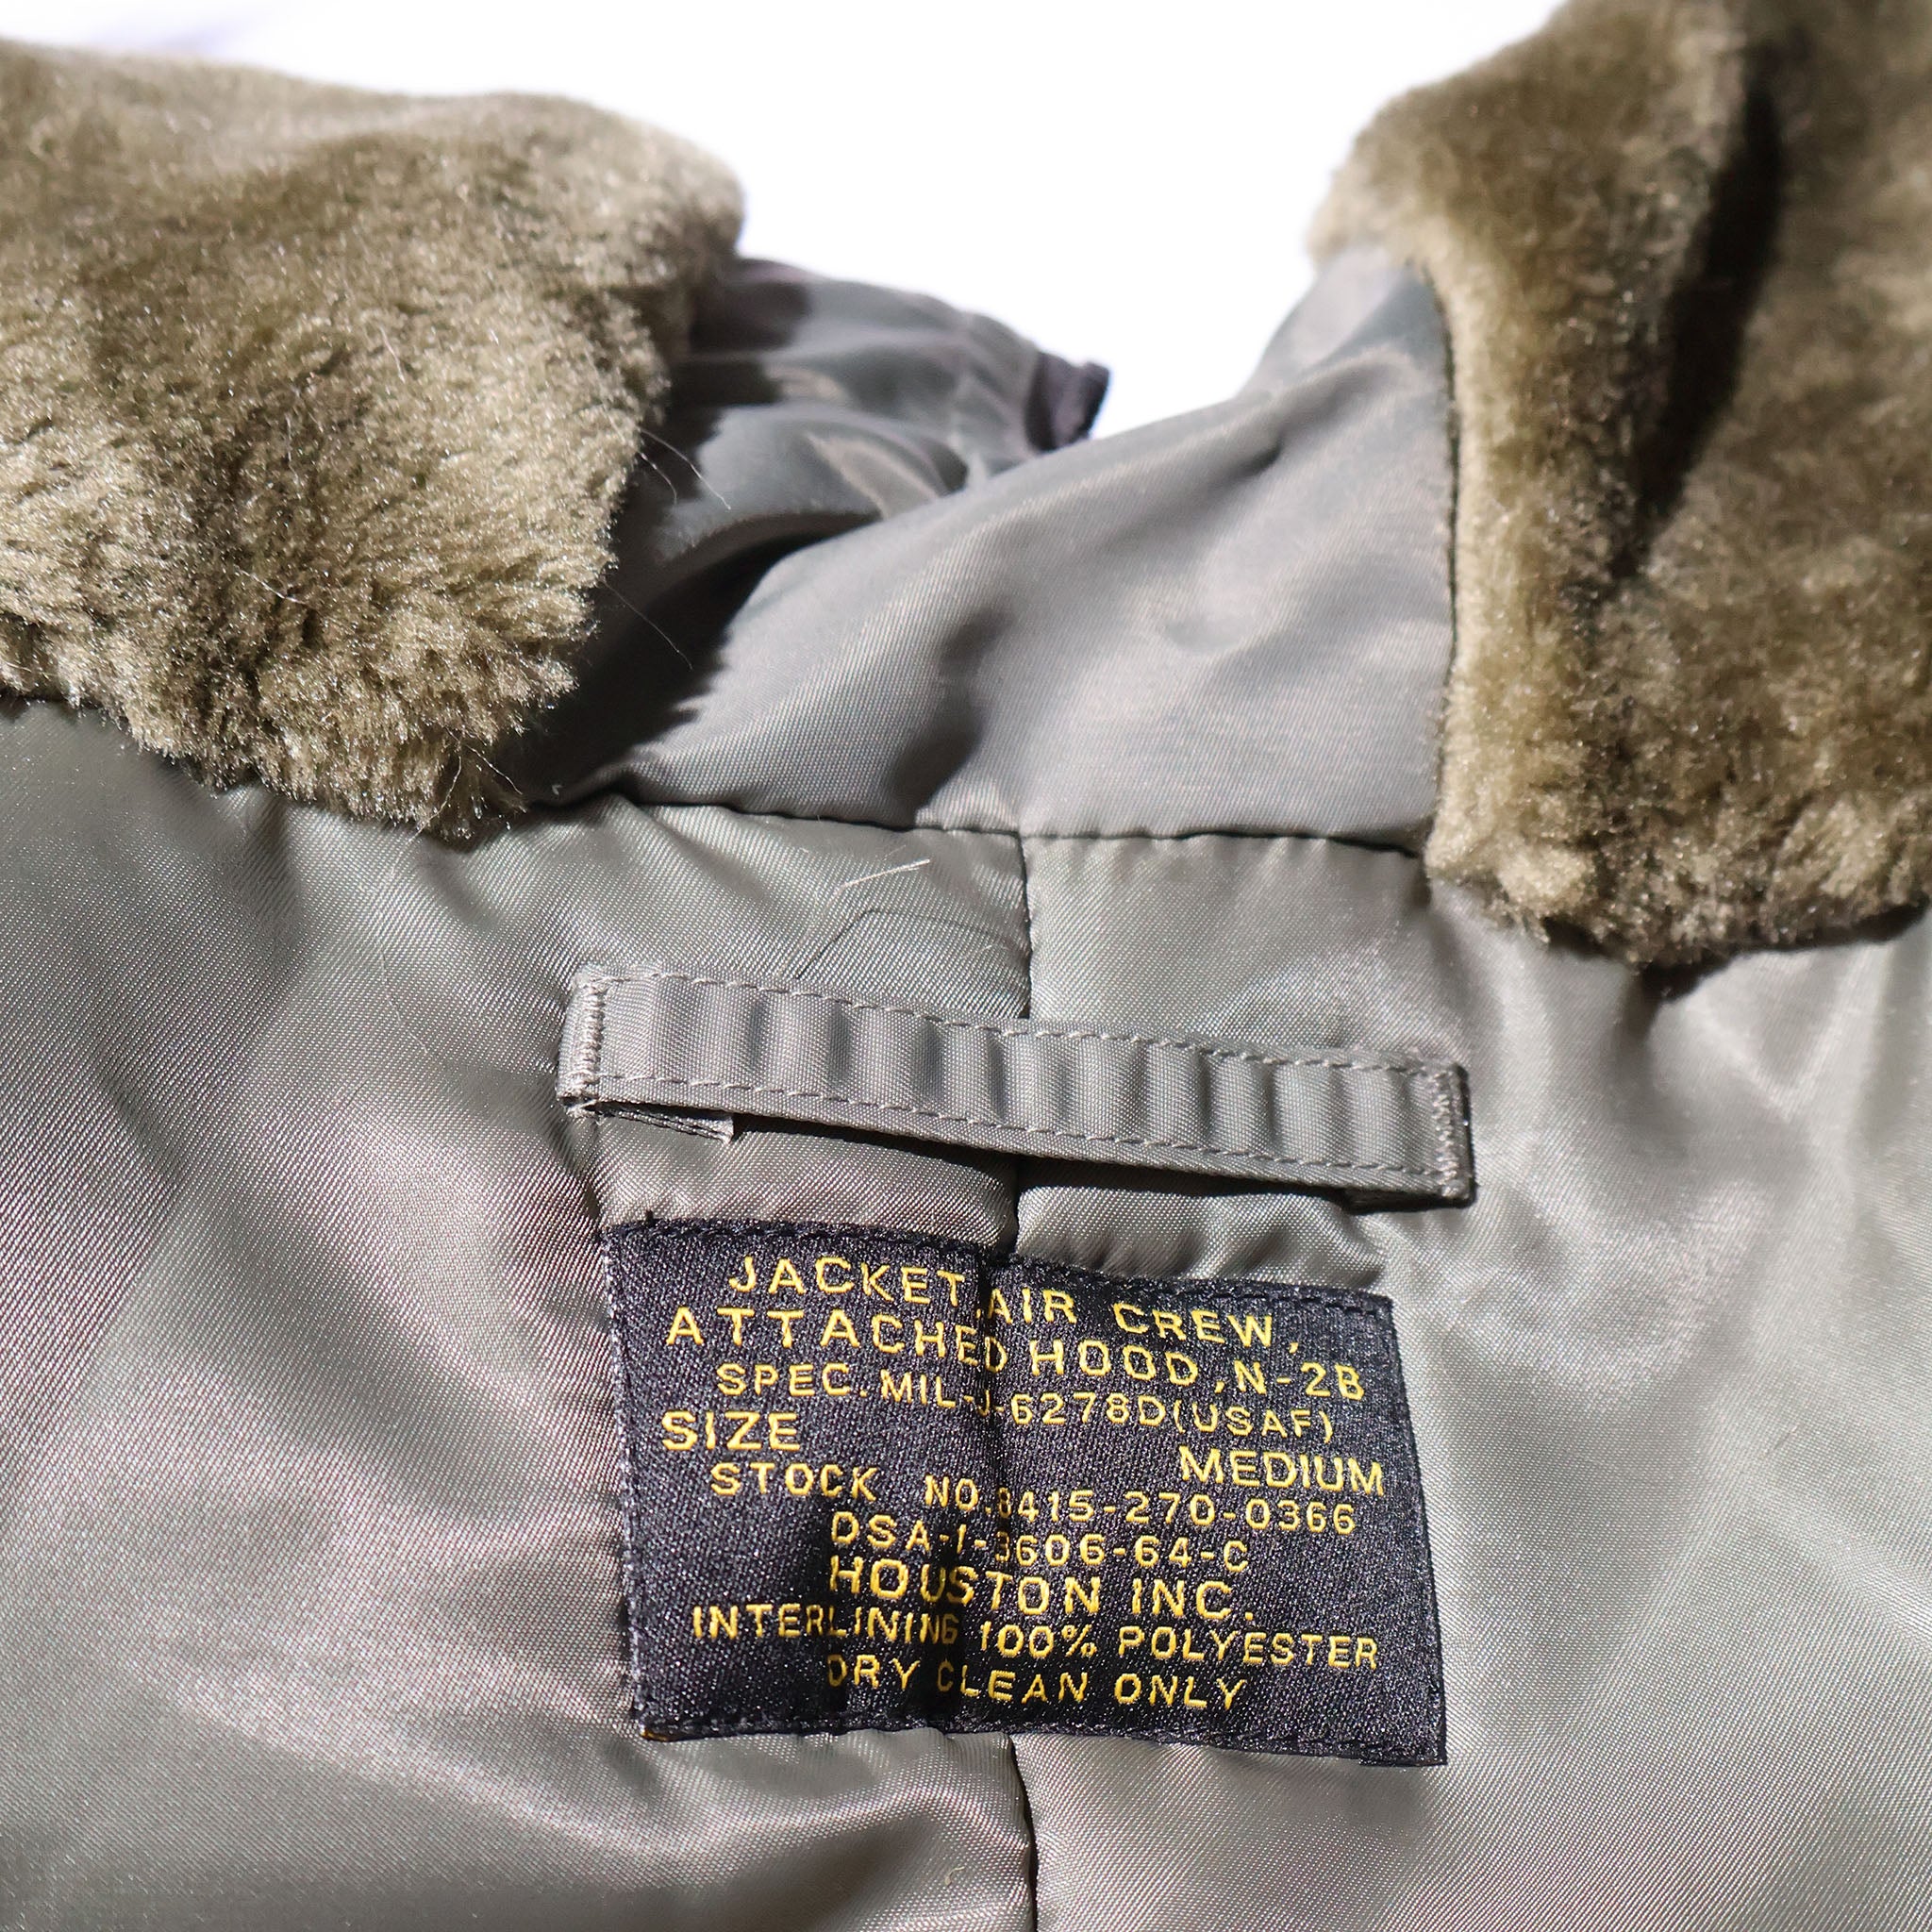 JACKET,AIR CREW,
ATTACHED HOOD,N-2B
SPEC.MIL-J-6278D(USAF)
SIZE MEDIUM
STOCK NO.8415-270-0366
DSA-1-3606-64-C
HOUSTON INC.
INTERLINING 100% POLYESTER
DRY CLEAN ONLY